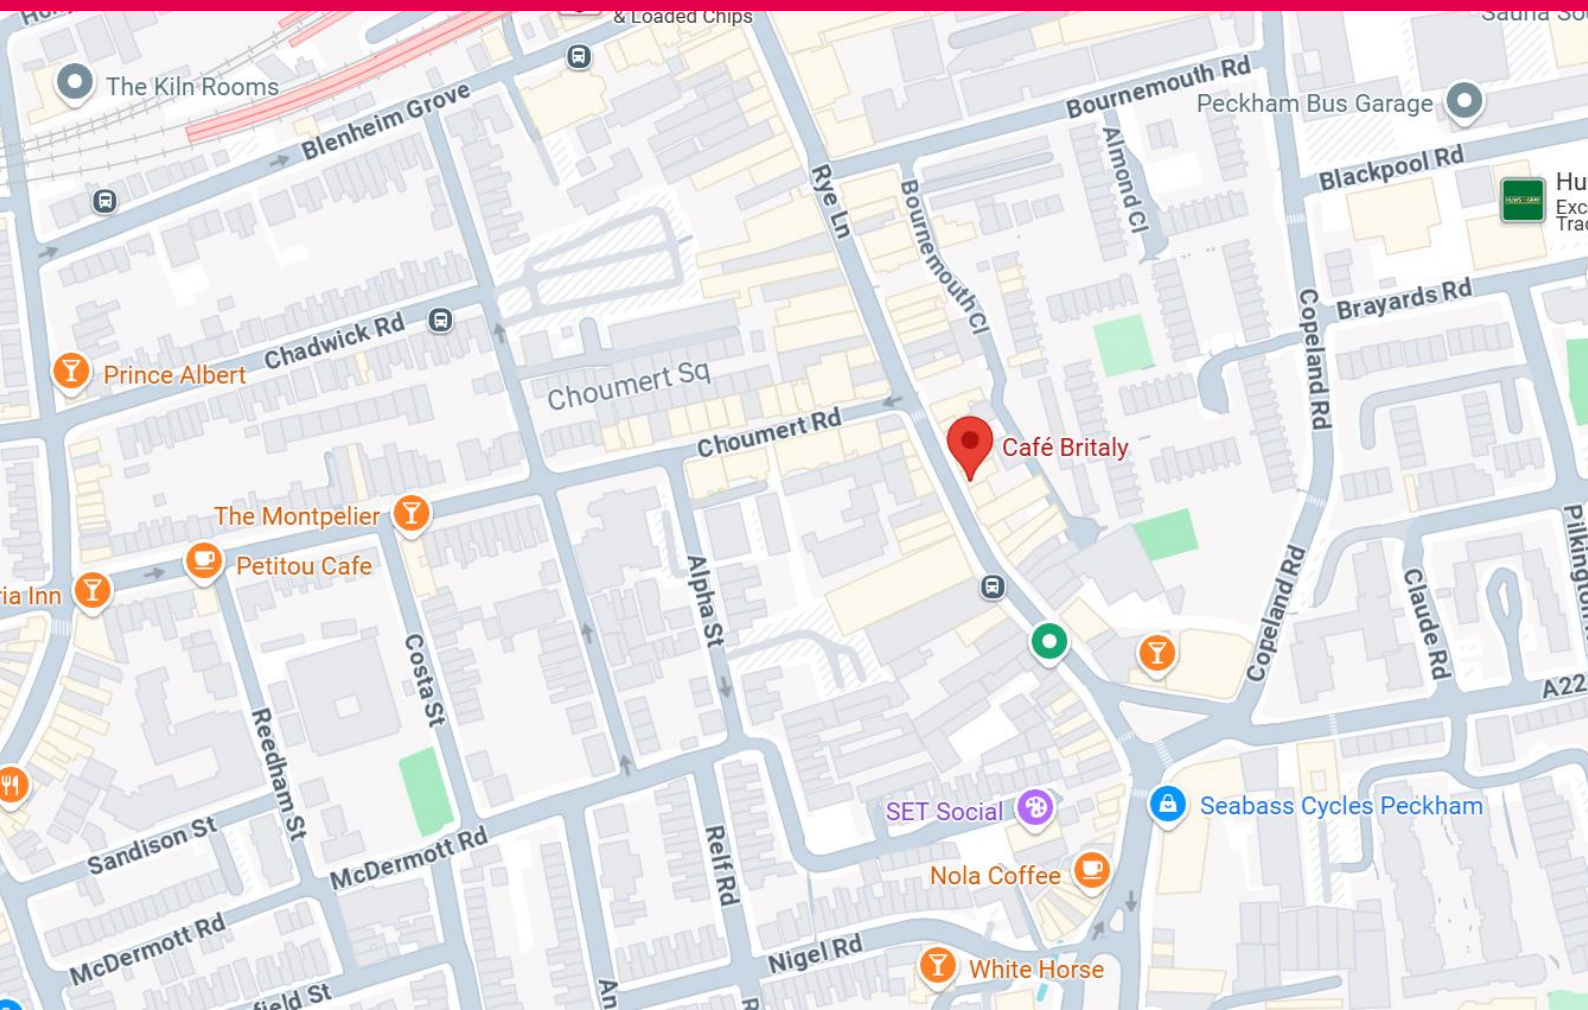 & Loaded Chips
The Kiln Rooms
Blenheim Grove
Bournemouth Rd
Peckham Bus Garage
Blackpool Rd
Almond Cl
Rye Ln
Bournemouth Cl
Brayards Rd
Copeland Rd
Chadwick Rd
Prince Albert
Choumert Sq
Choumert Rd
Café Britaly
The Montpelier
Petitou Cafe
Inn
Alpha St
Costa St
Copeland Rd
Claude Rd
Reedham St
SET Social
Seabass Cycles Peckham
Sandison St
McDermott Rd
Relf Rd
Nola Coffee
McDermott Rd
Nigel Rd
White Horse
St